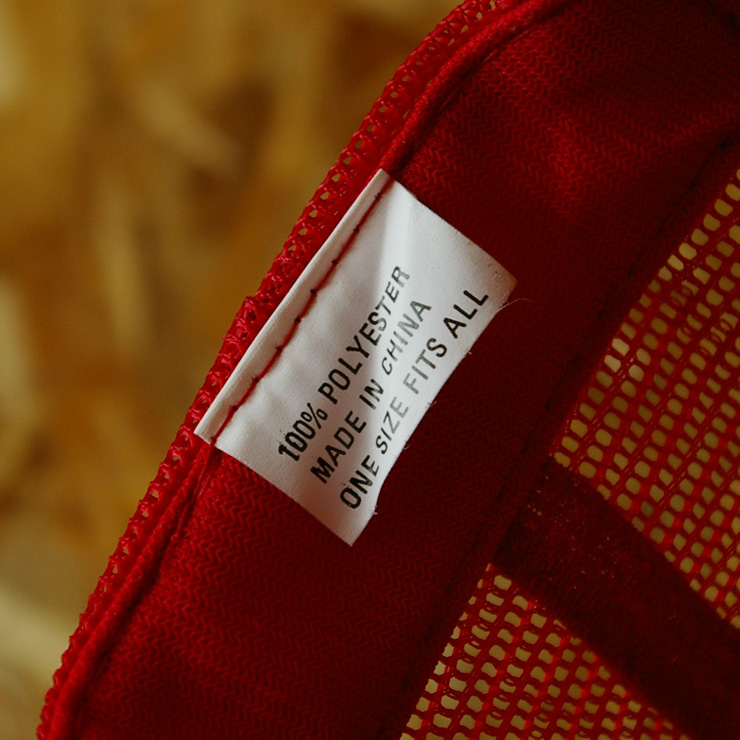 100% POLYESTER
MADE IN CHINA
ONE SIZE FITS ALL